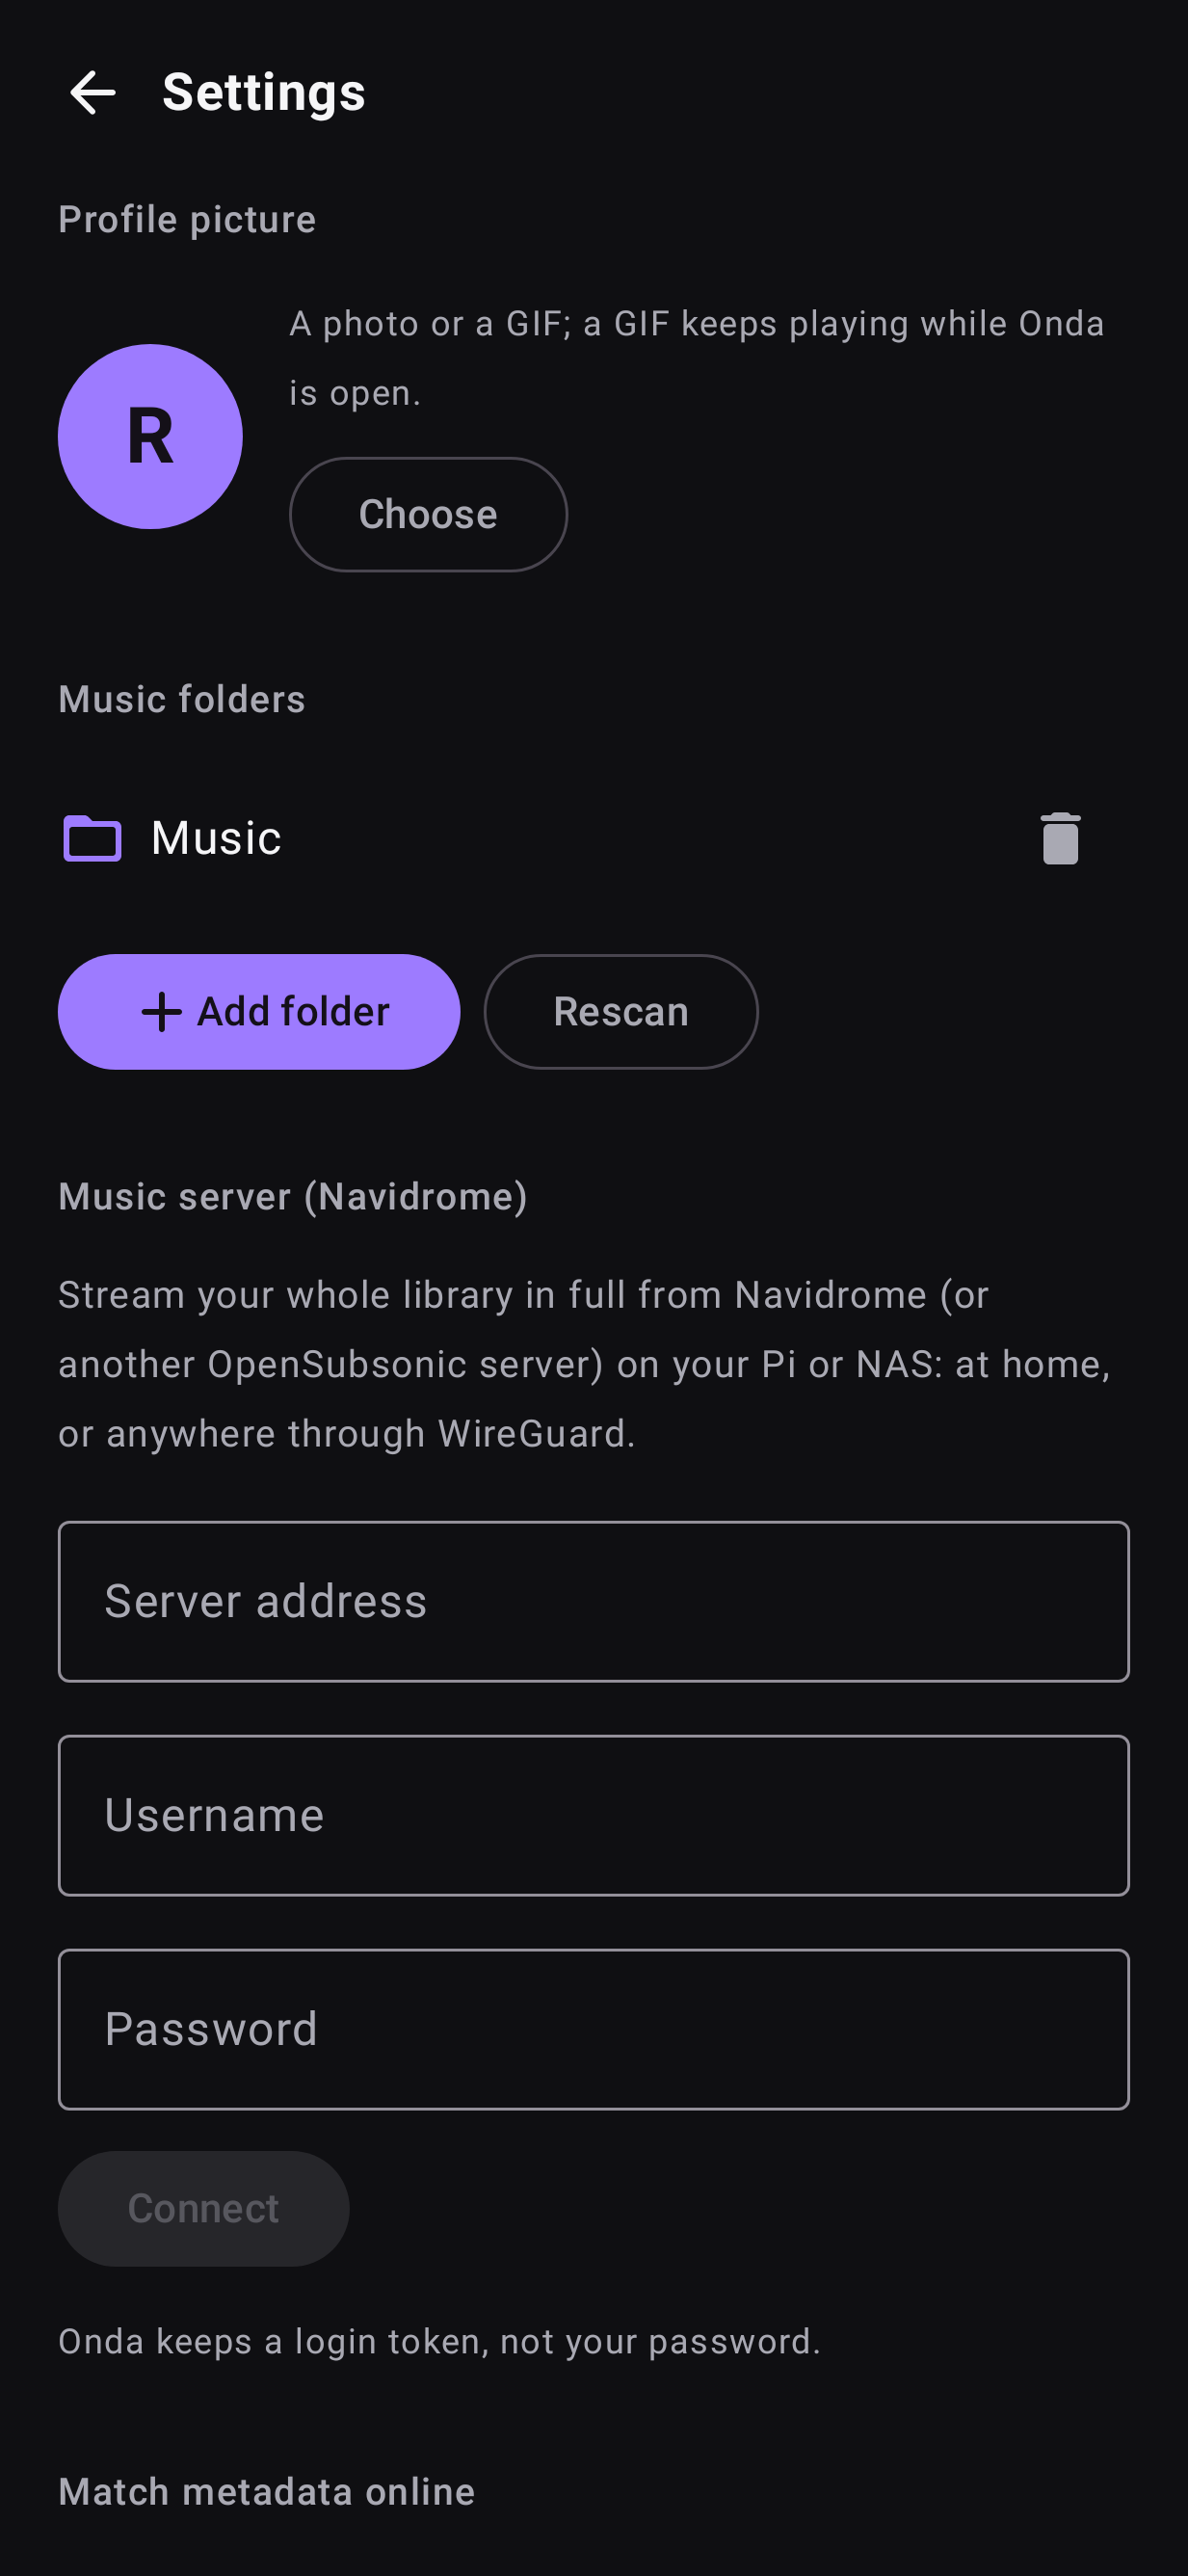 Settings
Profile picture
A photo or a GIF; a GIF keeps playing while Onda
is open.
R
Choose
Music folders
Music
Add folder
Rescan
Music server (Navidrome)
Stream your whole library in full from Navidrome (or
another OpenSubsonic server) on your Pi or NAS: at home,
or anywhere through WireGuard.
Server address
Username
Password
Connect
Onda keeps a login token, not your password.
Match metadata online